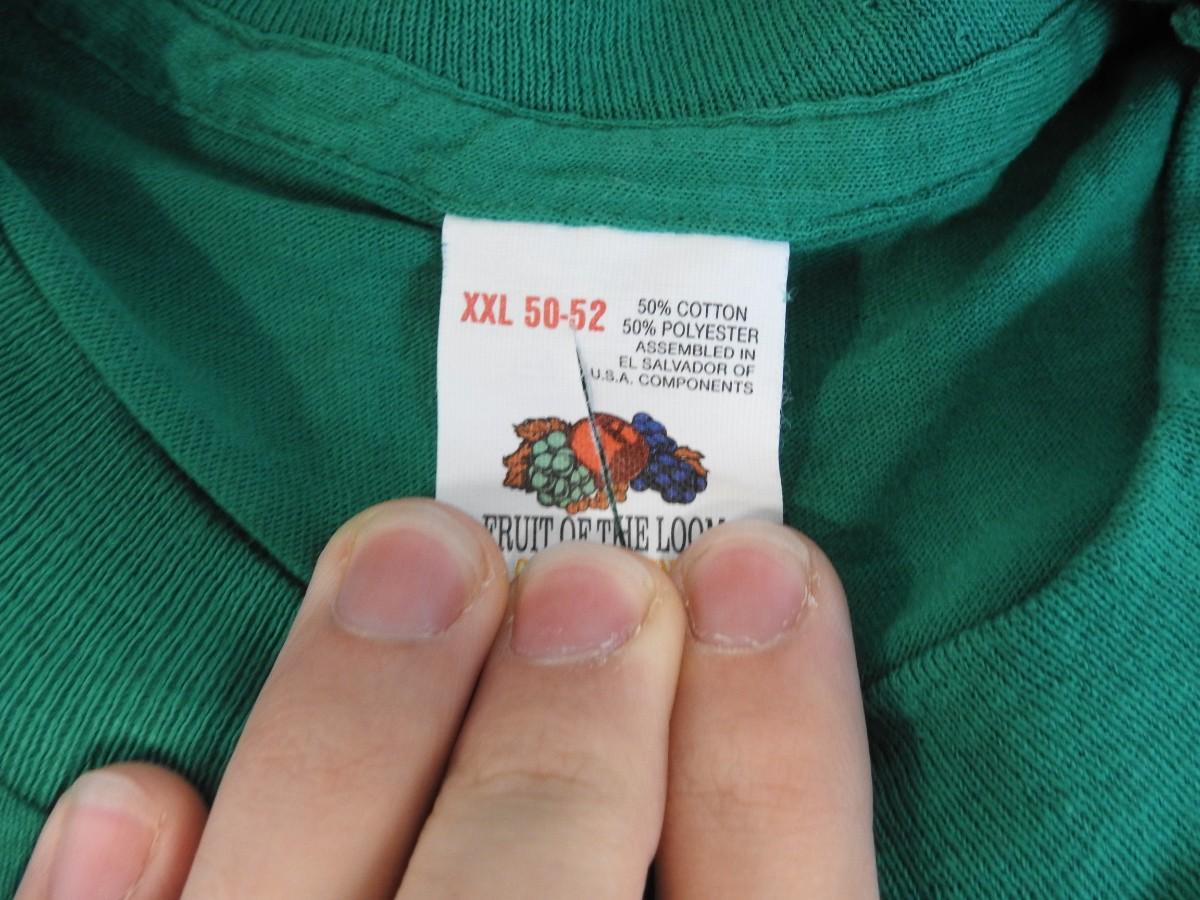 XXL 50-52
50% COTTON
50% POLYESTER
ASSEMBLED IN
EL SALVADOR OF
U.S.A. COMPONENTS
FRUIT OF THE LOOM